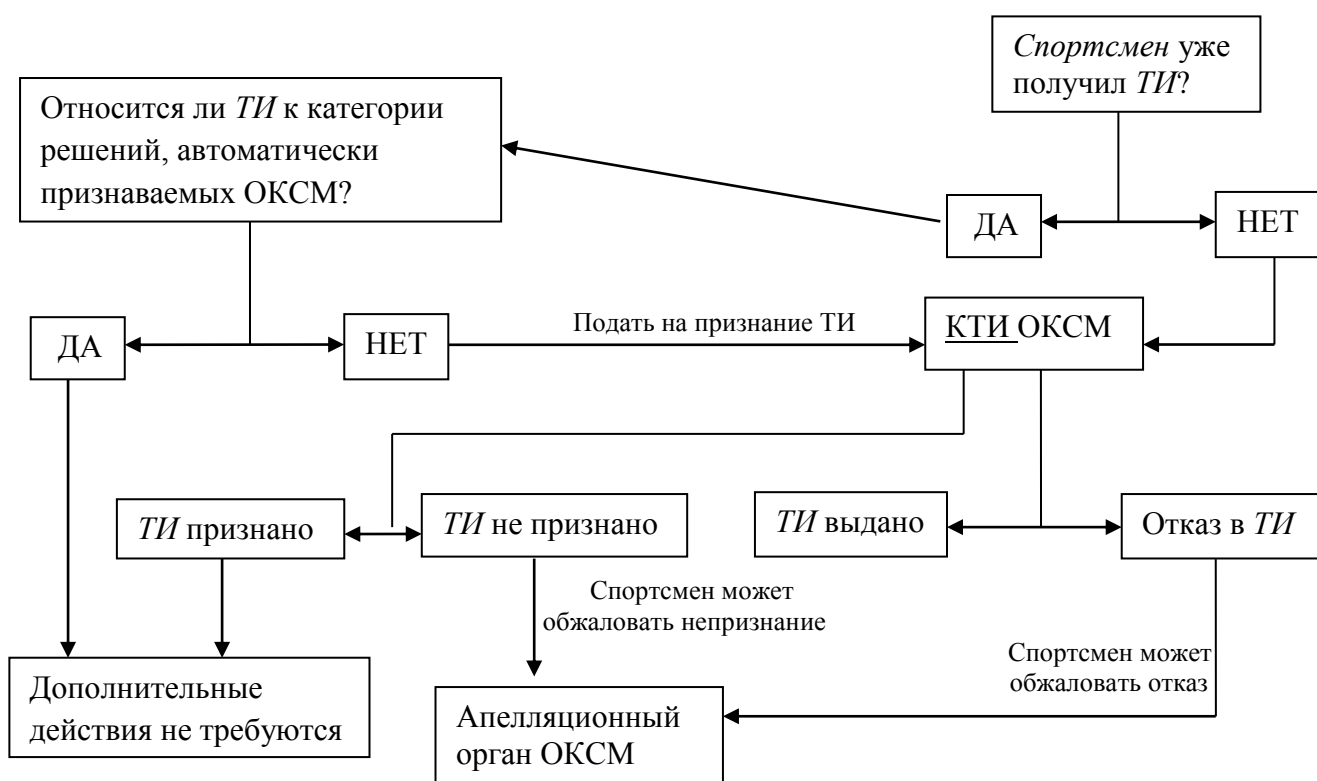 Спортсмен уже
получил ТИ?
Относится ли ТИ к категории
решений, автоматически
признаваемых ОКСМ?
ДА
НЕТ
ДА
НЕТ
Подать на признание ТИ
КТИ ОКСМ
ТИ признано
ТИ не признано
ТИ выдано
Отказ в ТИ
Спортсмен может
обжаловать непризнание
Спортсмен может
обжаловать отказ
Дополнительные
действия не требуются
Апелляционный
орган ОКСМ